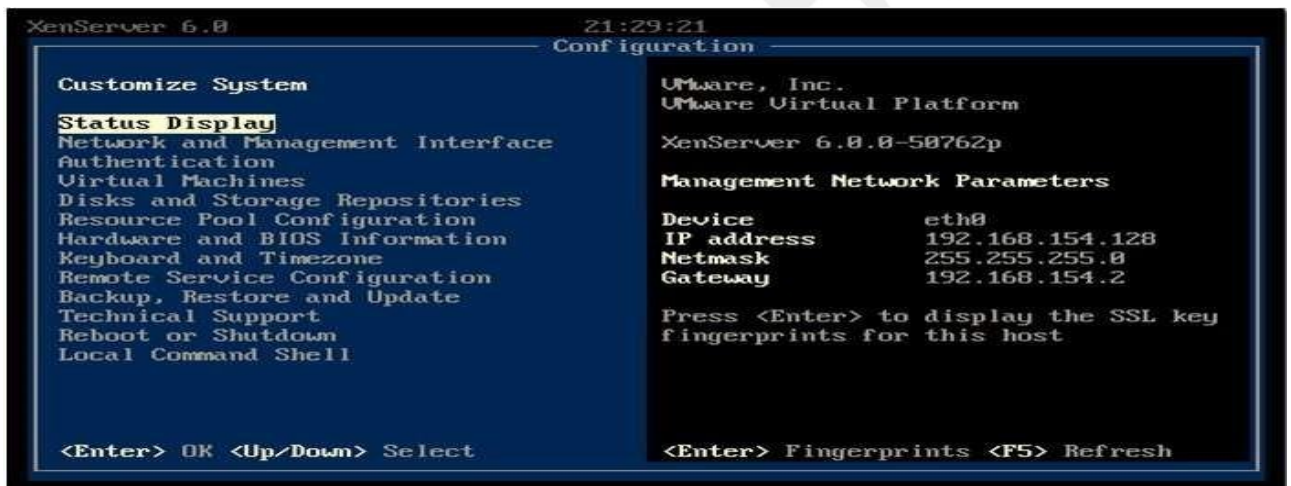 XenServer 6.0 21:29:21
Configuration
Customize System
Status Display
Network and Management Interface
Authentication
Virtual Machines
Disks and Storage Repositories
Resource Pool Configuration
Hardware and BIOS Information
Keyboard and Timezone
Remote Service Configuration
Backup, Restore and Update
Technical Support
Reboot or Shutdown
Local Command Shell
<Enter> OK <Up/Down> Select
VMware, Inc.
VMware Virtual Platform
XenServer 6.0.0-50762p
Management Network Parameters
Device eth0
IP address 192.168.154.128
Netmask 255.255.255.0
Gateway 192.168.154.2
Press <Enter> to display the SSL key
fingerprints for this host
<Enter> Fingerprints <F5> Refresh